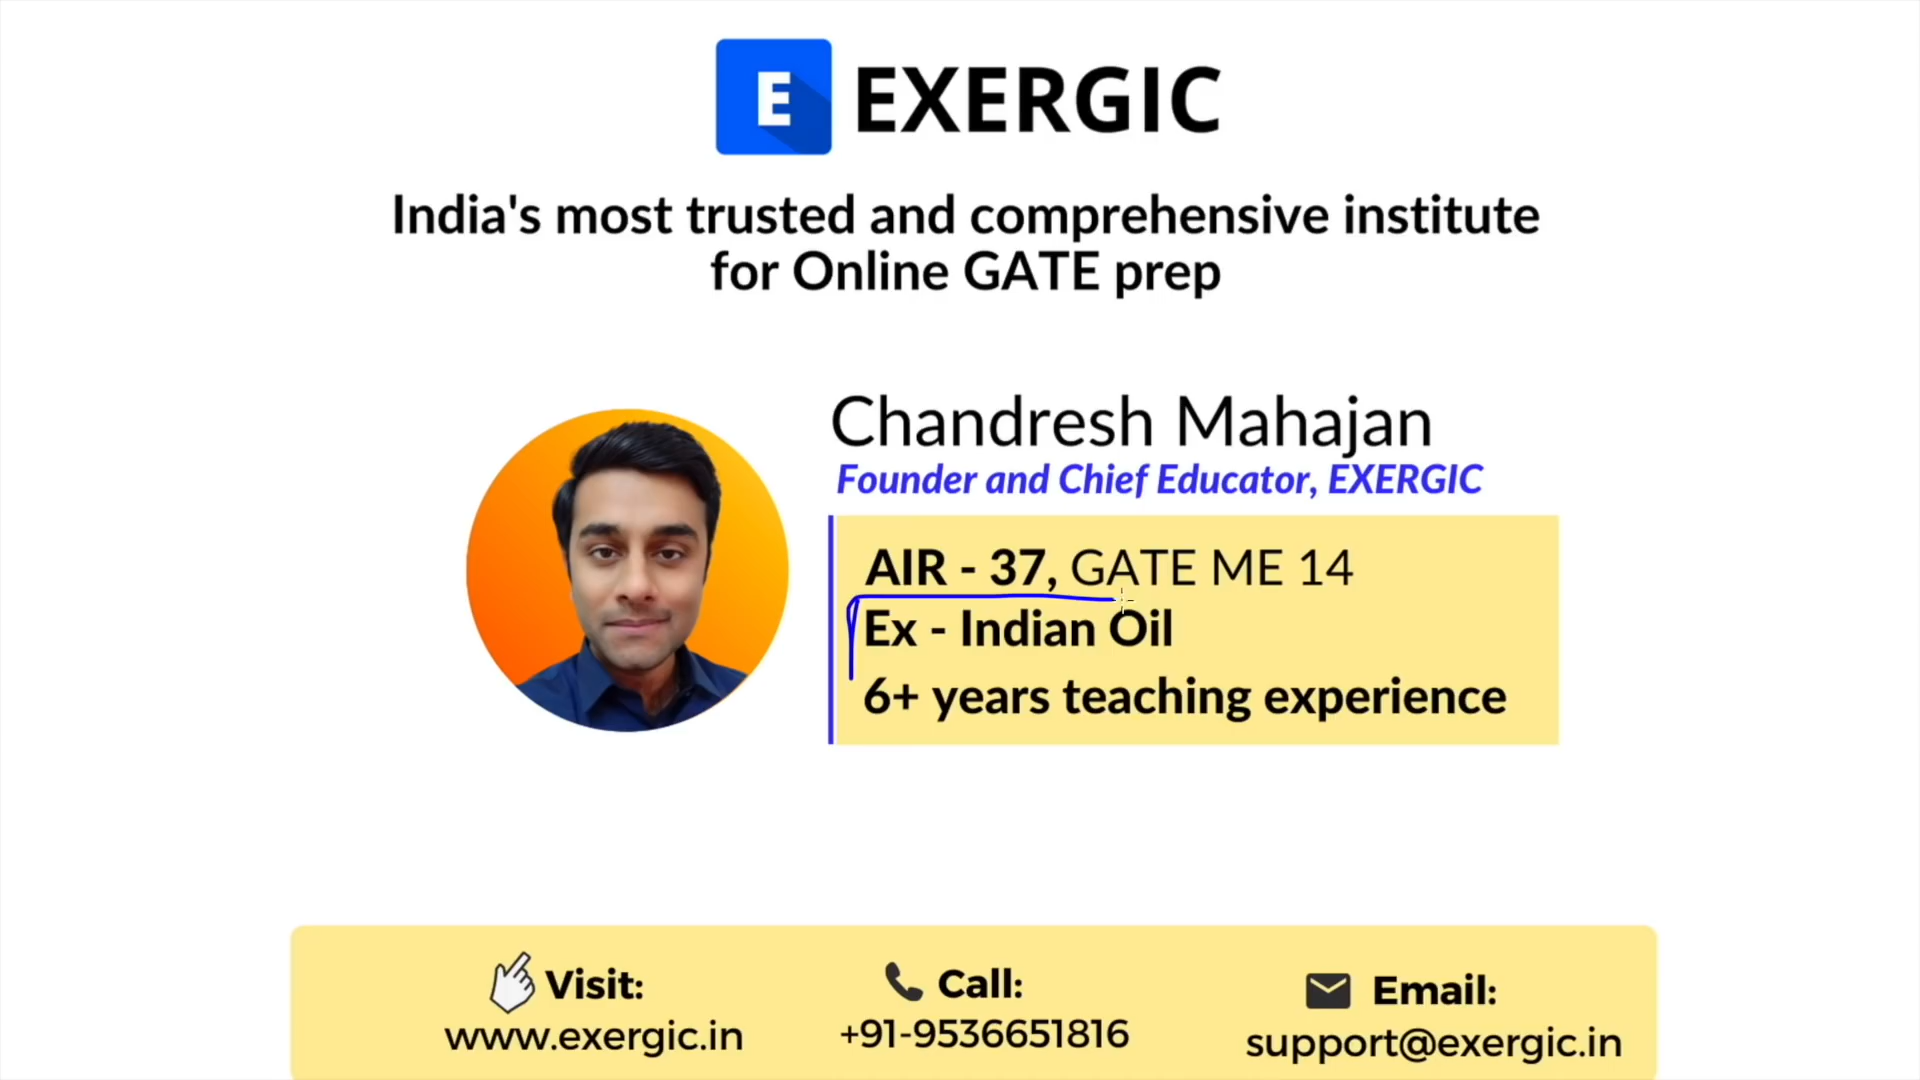 E EXERGIC
India's most trusted and comprehensive institute
for Online GATE prep
Chandresh Mahajan
Founder and Chief Educator, EXERGIC
AIR - 37, GATE ME 14
Ex - Indian Oil
6+ years teaching experience
Visit:
www.exergic.in
Call:
+91-9536651816
Email:
support@exergic.in